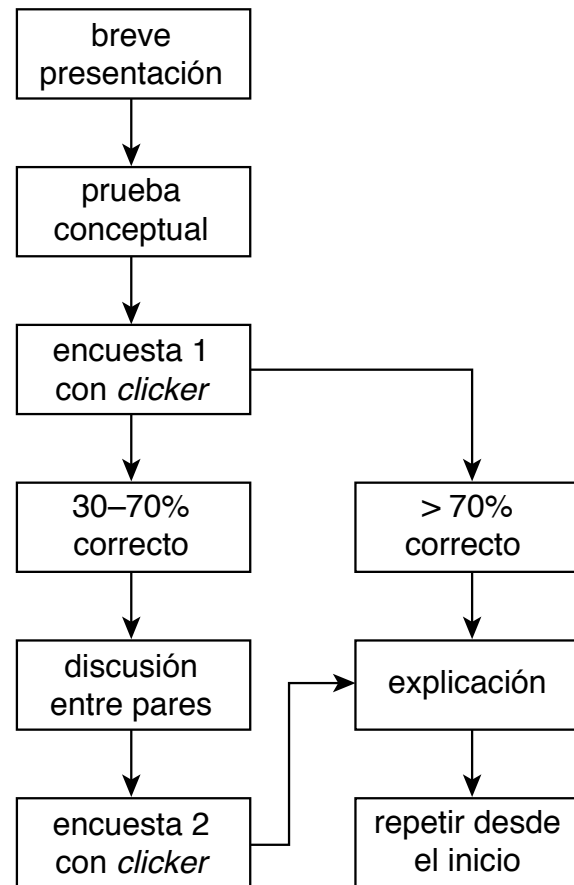 breve
presentación
prueba
conceptual
encuesta 1
con clicker
30–70%
correcto
> 70%
correcto
discusión
entre pares
explicación
encuesta 2
con clicker
repetir desde
el inicio